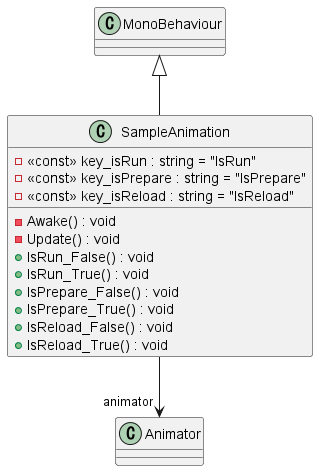 C MonoBehaviour
C SampleAnimation
«const» key_isRun : string = "IsRun"
«const» key_isPrepare : string = "IsPrepare"
«const» key_isReload : string = "IsReload"
Awake() : void
Update() : void
IsRun_False() : void
IsRun_True() : void
IsPrepare_False() : void
IsPrepare_True() : void
IsReload_False() : void
IsReload_True() : void
animator
C Animator